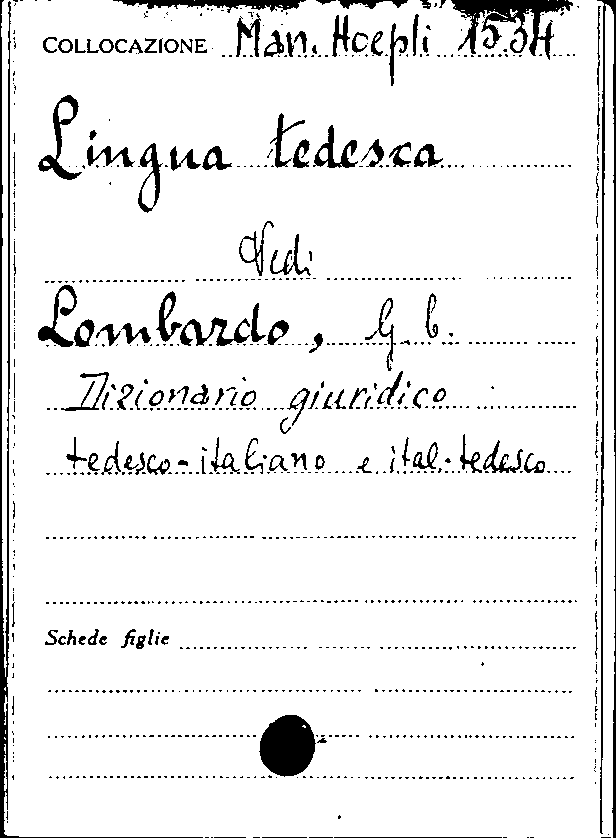 COLLOCAZIONE Man. Hoepli 1534
Lingua tedesca
Vedi
Lombardo, G. b.
Dizionario giuridico
tedesco-italiano e ital.-tedesco
Schede figlie